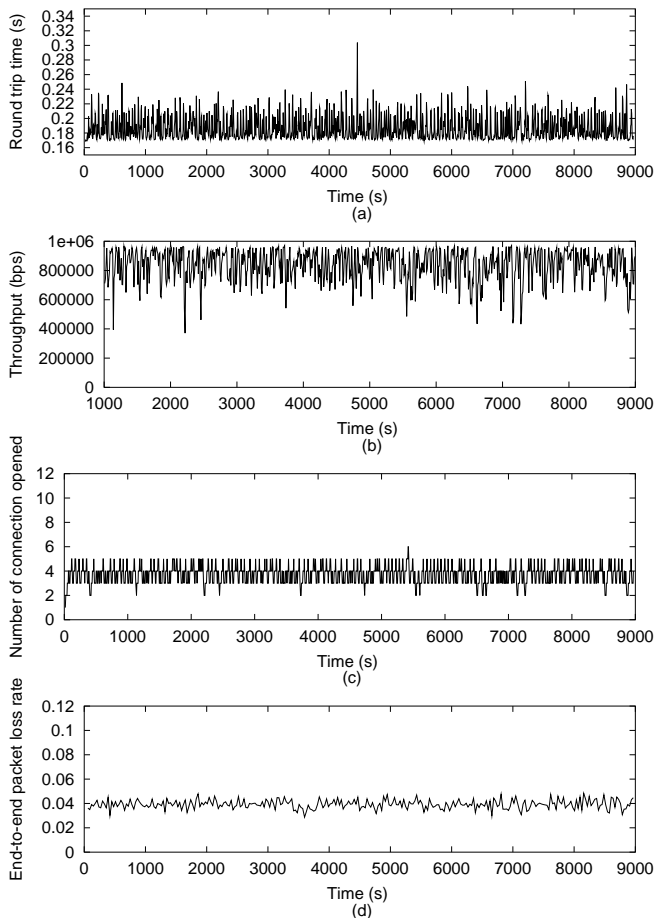 Round trip time (s)
0.34
0.32
0.3
0.28
0.26
0.24
0.22
0.2
0.18
0.16
0 1000 2000 3000 4000 5000 6000 7000 8000 9000
Time (s)
(a)
Throughput (bps)
1e+06
800000
600000
400000
200000
0
1000 2000 3000 4000 5000 6000 7000 8000 9000
Time (s)
(b)
Number of connection opened
12
10
8
6
4
2
0
0 1000 2000 3000 4000 5000 6000 7000 8000 9000
Time (s)
(c)
End-to-end packet loss rate
0.12
0.1
0.08
0.06
0.04
0.02
0
0 1000 2000 3000 4000 5000 6000 7000 8000 9000
Time (s)
(d)